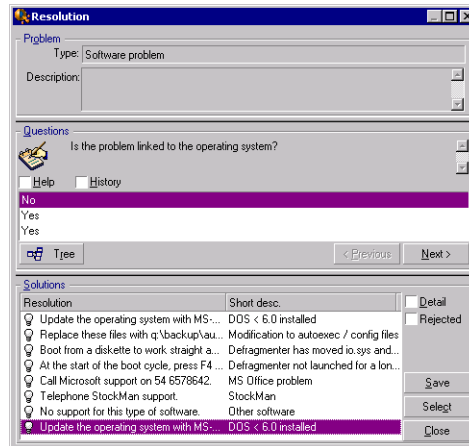 Resolution
Problem
Type: Software problem
Description:
Questions
Is the problem linked to the operating system?
Help History
No
Yes
Yes
Tree < Previous Next >
Solutions
Resolution Short desc. Detail
Update the operating system with MS-... DOS < 6.0 installed Rejected
Replace these files with q:\backup\au... Modification to autoexec / config files
Boot from a diskette to work straight a... Defragmenter has moved io.sys and...
At the start of the boot cycle, press F4 ... Defragmenter not launched for a lon...
Call Microsoft support on 54 6578642. MS Office problem
Telephone StockMan support. StockMan Save
No support for this type of software. Other software Select
Update the operating system with MS-... DOS < 6.0 installed Close